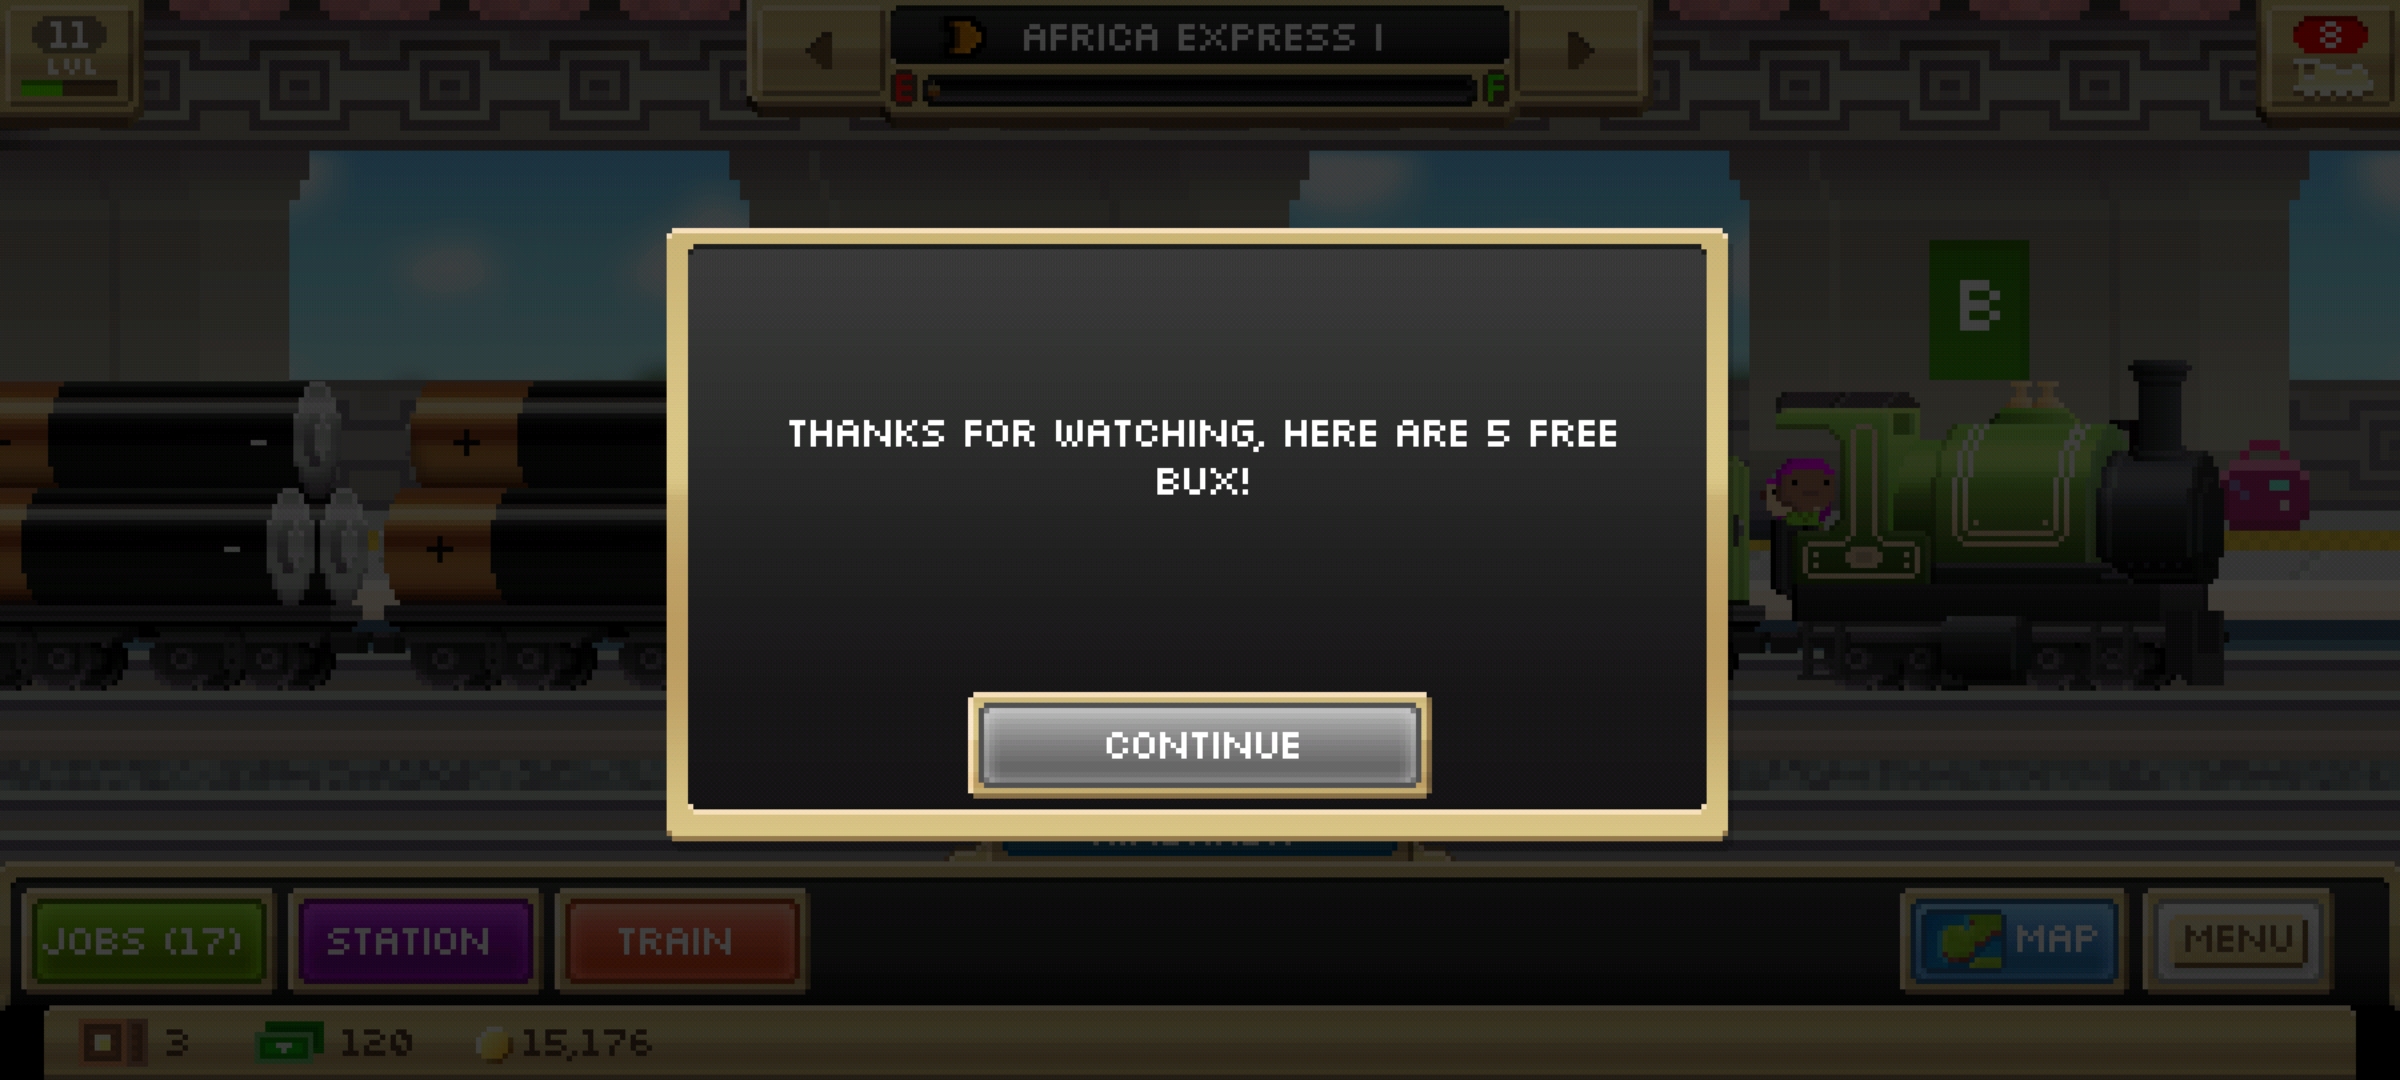 11
LVL
AFRICA EXPRESS I
E
F
8
B
-
+
-
+
THANKS FOR WATCHING, HERE ARE 5 FREE
BUX!
CONTINUE
JOBS (17)
STATION
TRAIN
MAP
MENU
3
120
15,176